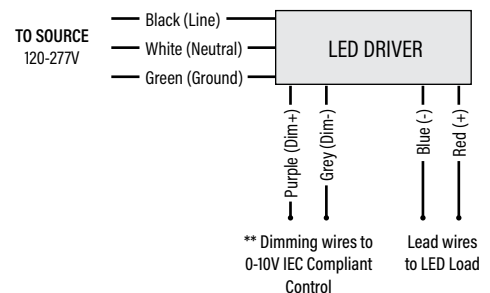 Black (Line)
TO SOURCE
120-277V
White (Neutral)
Green (Ground)
LED DRIVER
Purple (Dim+)
Grey (Dim-)
Blue (-)
Red (+)
** Dimming wires to
0-10V IEC Compliant
Control
Lead wires
to LED Load